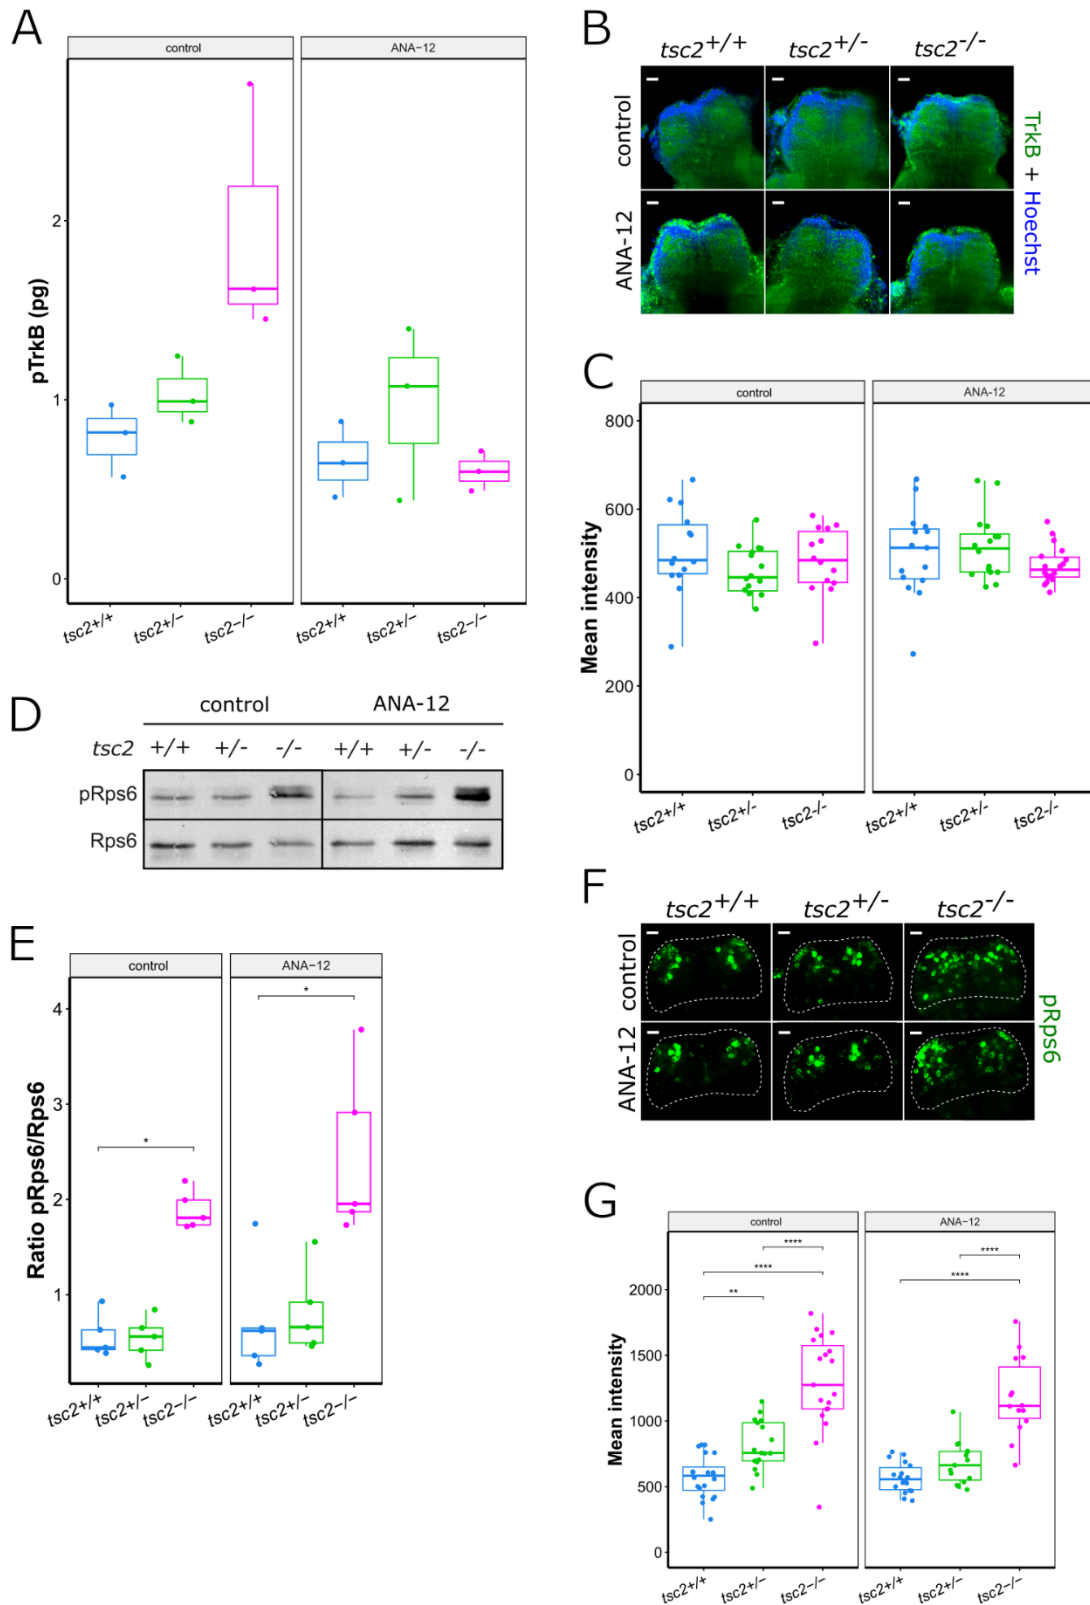 A
control ANA−12
pTrkB (pg)
2
1
0
tsc2+/+ tsc2+/− tsc2−/− tsc2+/+ tsc2+/− tsc2−/−
B
tsc2+/+ tsc2+/- tsc2-/-
control
ANA-12
TrkB + Hoechst
C
control ANA−12
Mean intensity
800
600
400
200
0
tsc2+/+ tsc2+/− tsc2−/− tsc2+/+ tsc2+/− tsc2−/−
D
control ANA-12
tsc2 +/+ +/- -/- +/+ +/- -/-
pRps6
Rps6
E
control ANA−12
Ratio pRps6/Rps6
4
3
2
1
* *
tsc2+/+ tsc2+/− tsc2−/− tsc2+/+ tsc2+/− tsc2−/−
F
tsc2+/+ tsc2+/- tsc2-/-
control
ANA-12
pRps6
G
control ANA−12
Mean intensity
2000
1500
1000
500
0
**** ****
**** ****
**
tsc2+/+ tsc2+/− tsc2−/− tsc2+/+ tsc2+/− tsc2−/−